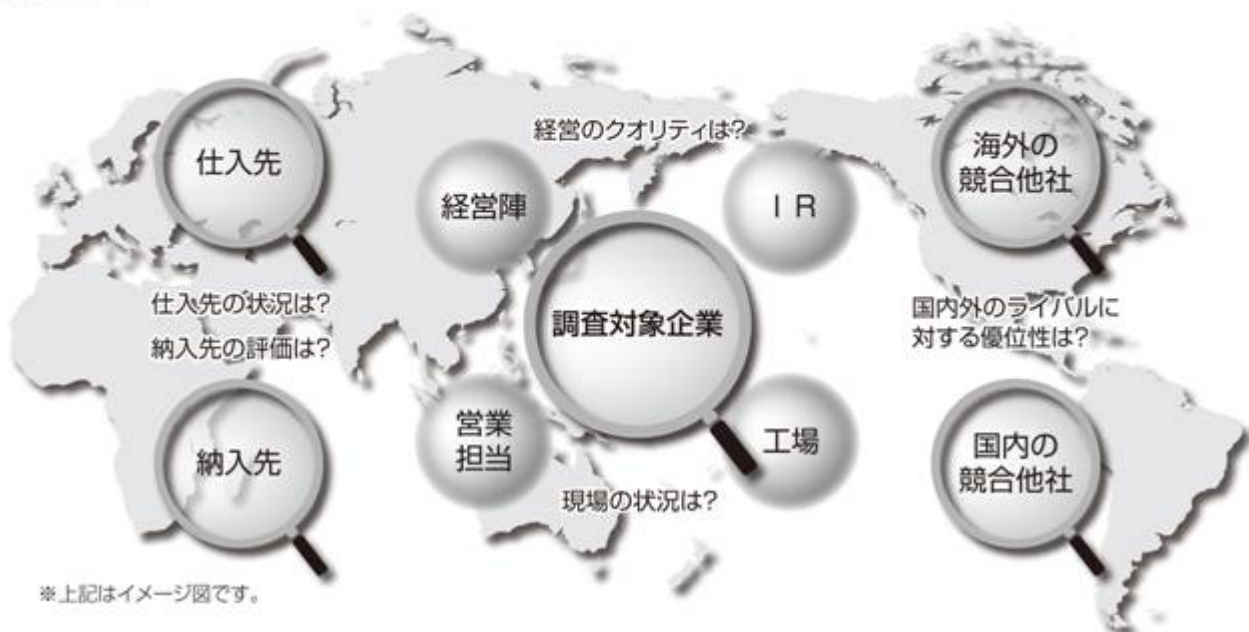 経営のクオリティは?
仕入先
海外の
競合他社
経営陣
ＩＲ
仕入先の状況は?
納入先の評価は?
調査対象企業
国内外のライバルに
対する優位性は?
営業
担当
工場
納入先
国内の
競合他社
現場の状況は?
※上記はイメージ図です。